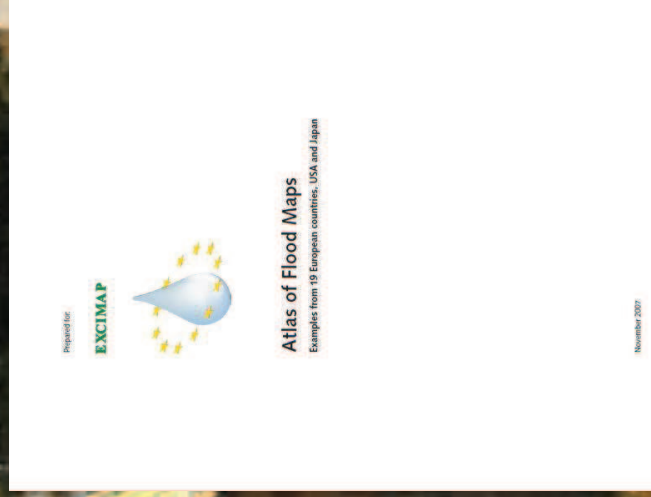 Prepared for:
EXCIMAP
Atlas of Flood Maps
Examples from 19 European countries, USA and Japan
November 2007